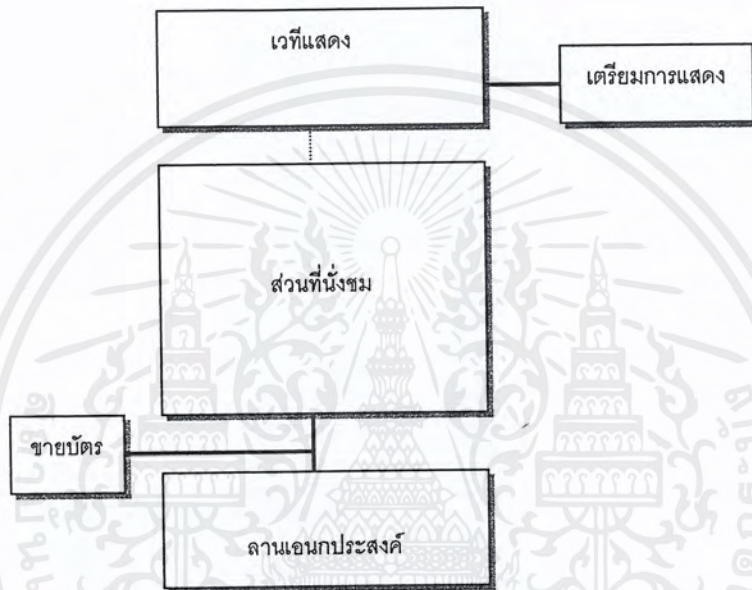 เวทีแสดง
เตรียมการแสดง
ส่วนที่นั่งชม
ขายบัตร
ลานเอนกประสงค์